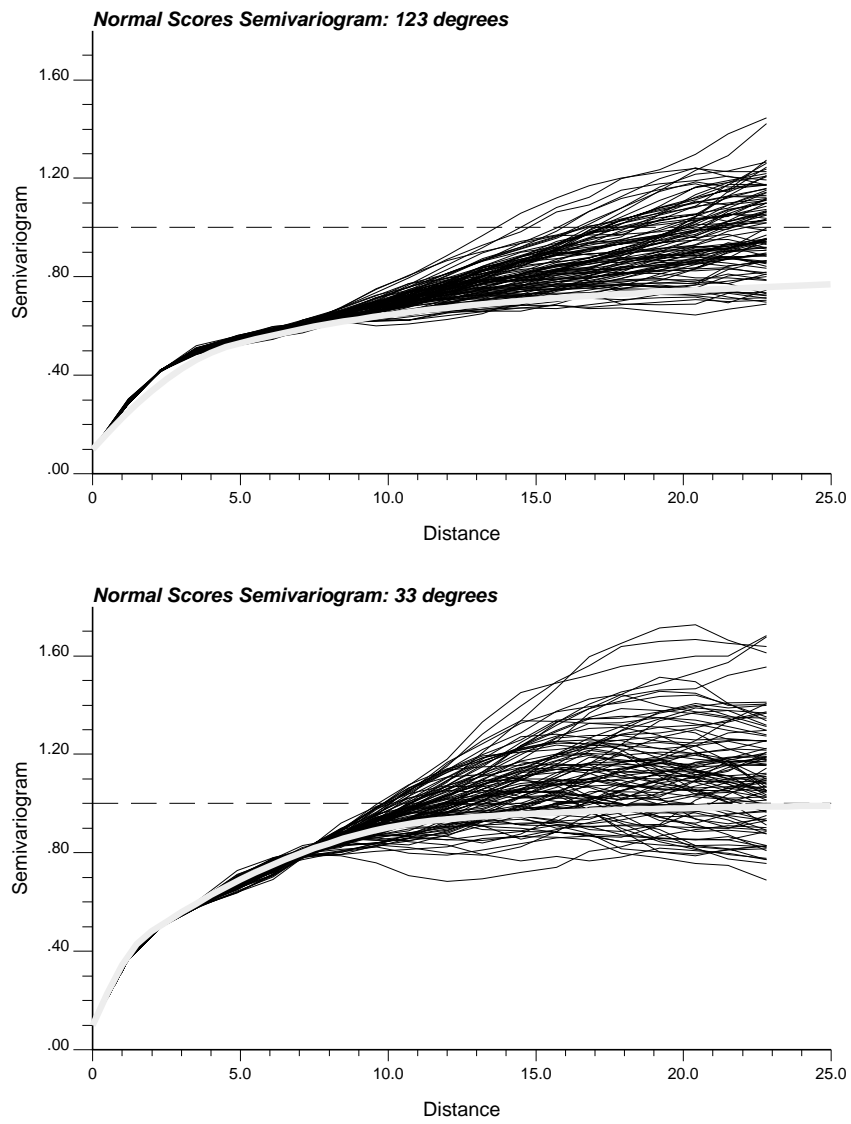 Normal Scores Semivariogram: 123 degrees
Semivariogram
1.60
1.20
.80
.40
.00
0 5.0 10.0 15.0 20.0 25.0
Distance
Normal Scores Semivariogram: 33 degrees
Semivariogram
1.60
1.20
.80
.40
.00
0 5.0 10.0 15.0 20.0 25.0
Distance